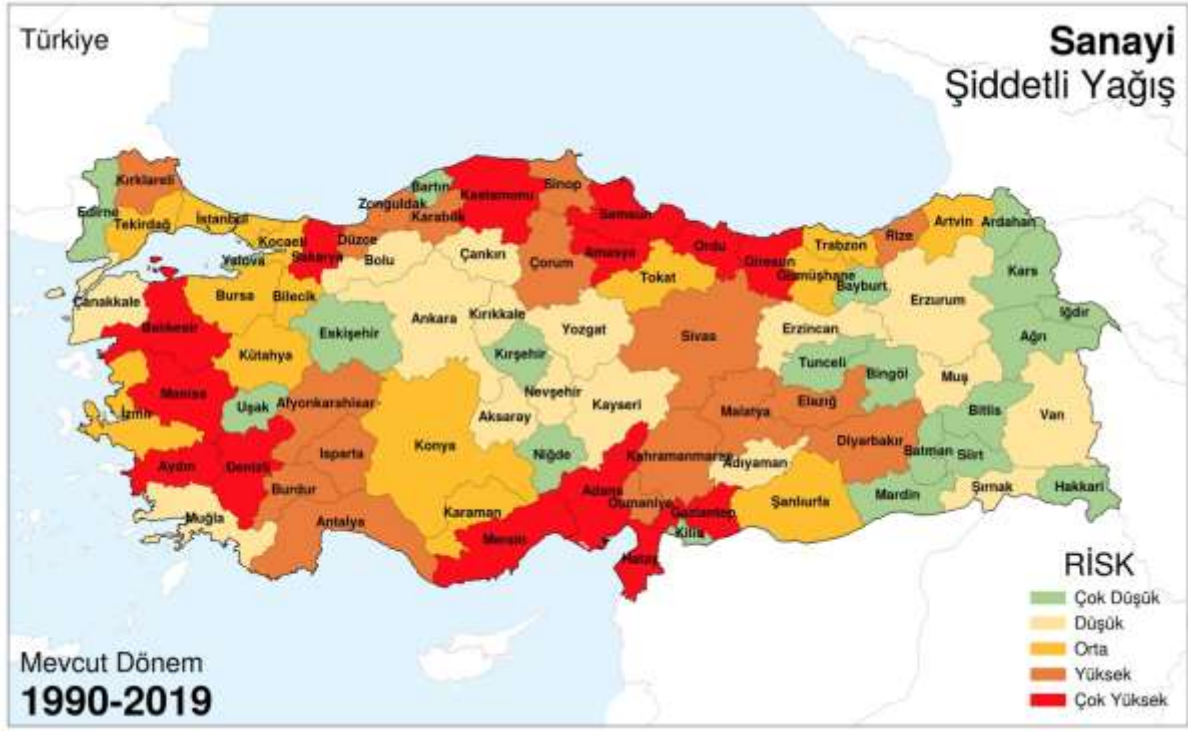 Türkiye
Sanayi
Şiddetli Yağış
Kırklareli
Edirne
Tekirdağ
İstanbul
Kocaeli
Yalova
Sakarya
Düzce
Bolu
Zonguldak
Bartın
Karabük
Kastamonu
Sinop
Çankırı
Çorum
Samsun
Amasya
Ordu
Tokat
Giresun
Gümüşhane
Trabzon
Rize
Artvin
Ardahan
Bayburt
Kars
Erzurum
Iğdır
Ağrı
Çanakkale
Balıkesir
Bursa
Bilecik
Eskişehir
Ankara
Kırıkkale
Yozgat
Sivas
Erzincan
Tunceli
Bingöl
Muş
Kütahya
Kırşehir
Manisa
Uşak
Afyonkarahisar
Nevşehir
Aksaray
Kayseri
Malatya
Elazığ
Diyarbakır
Bitlis
Van
İzmir
Konya
Niğde
Kahramanmaraş
Adıyaman
Batman
Siirt
Aydın
Denizli
Isparta
Burdur
Adana
Osmaniye
Gaziantep
Şanlıurfa
Mardin
Şırnak
Hakkari
Muğla
Antalya
Karaman
Mersin
Kilis
Hatay
RİSK
Çok Düşük
Düşük
Orta
Yüksek
Çok Yüksek
Mevcut Dönem
1990-2019